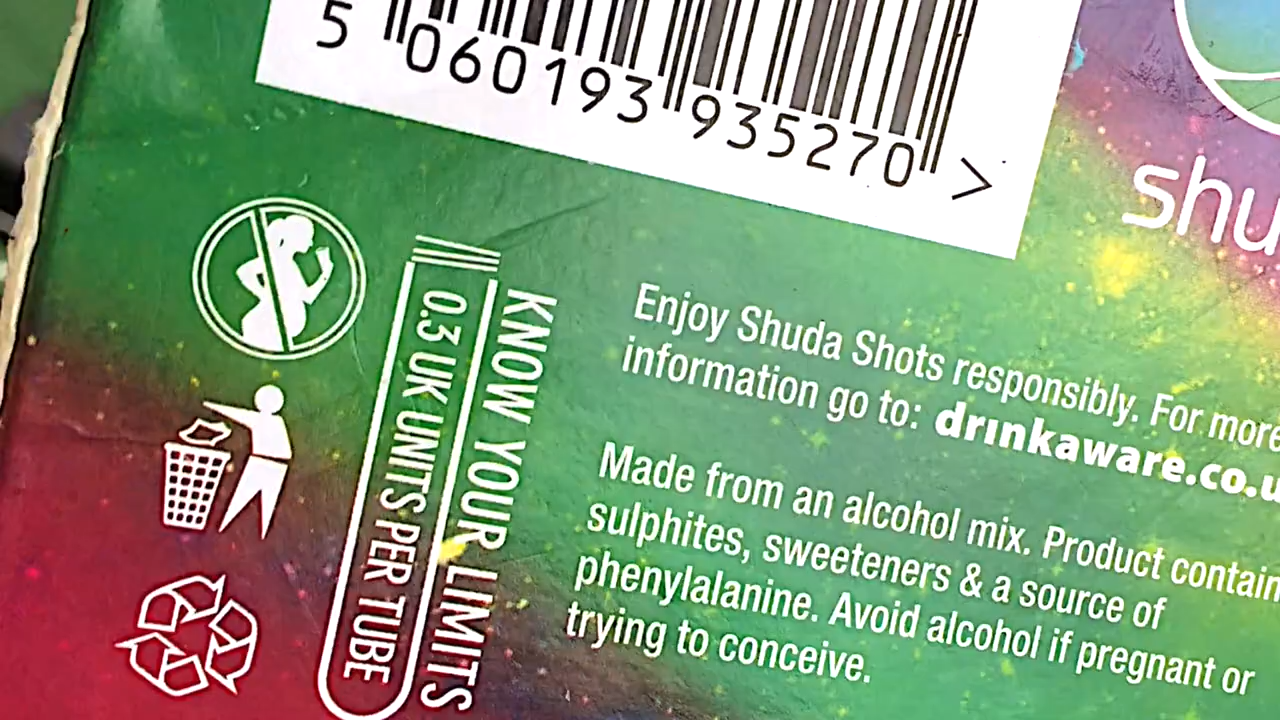 5 060193 935270 >
shu
KNOW YOUR LIMITS
0.3 UK UNITS PER TUBE
Enjoy Shuda Shots responsibly. For more
information go to: drinkaware.co.u
Made from an alcohol mix. Product contain
sulphites, sweeteners & a source of
phenylalanine. Avoid alcohol if pregnant or
trying to conceive.